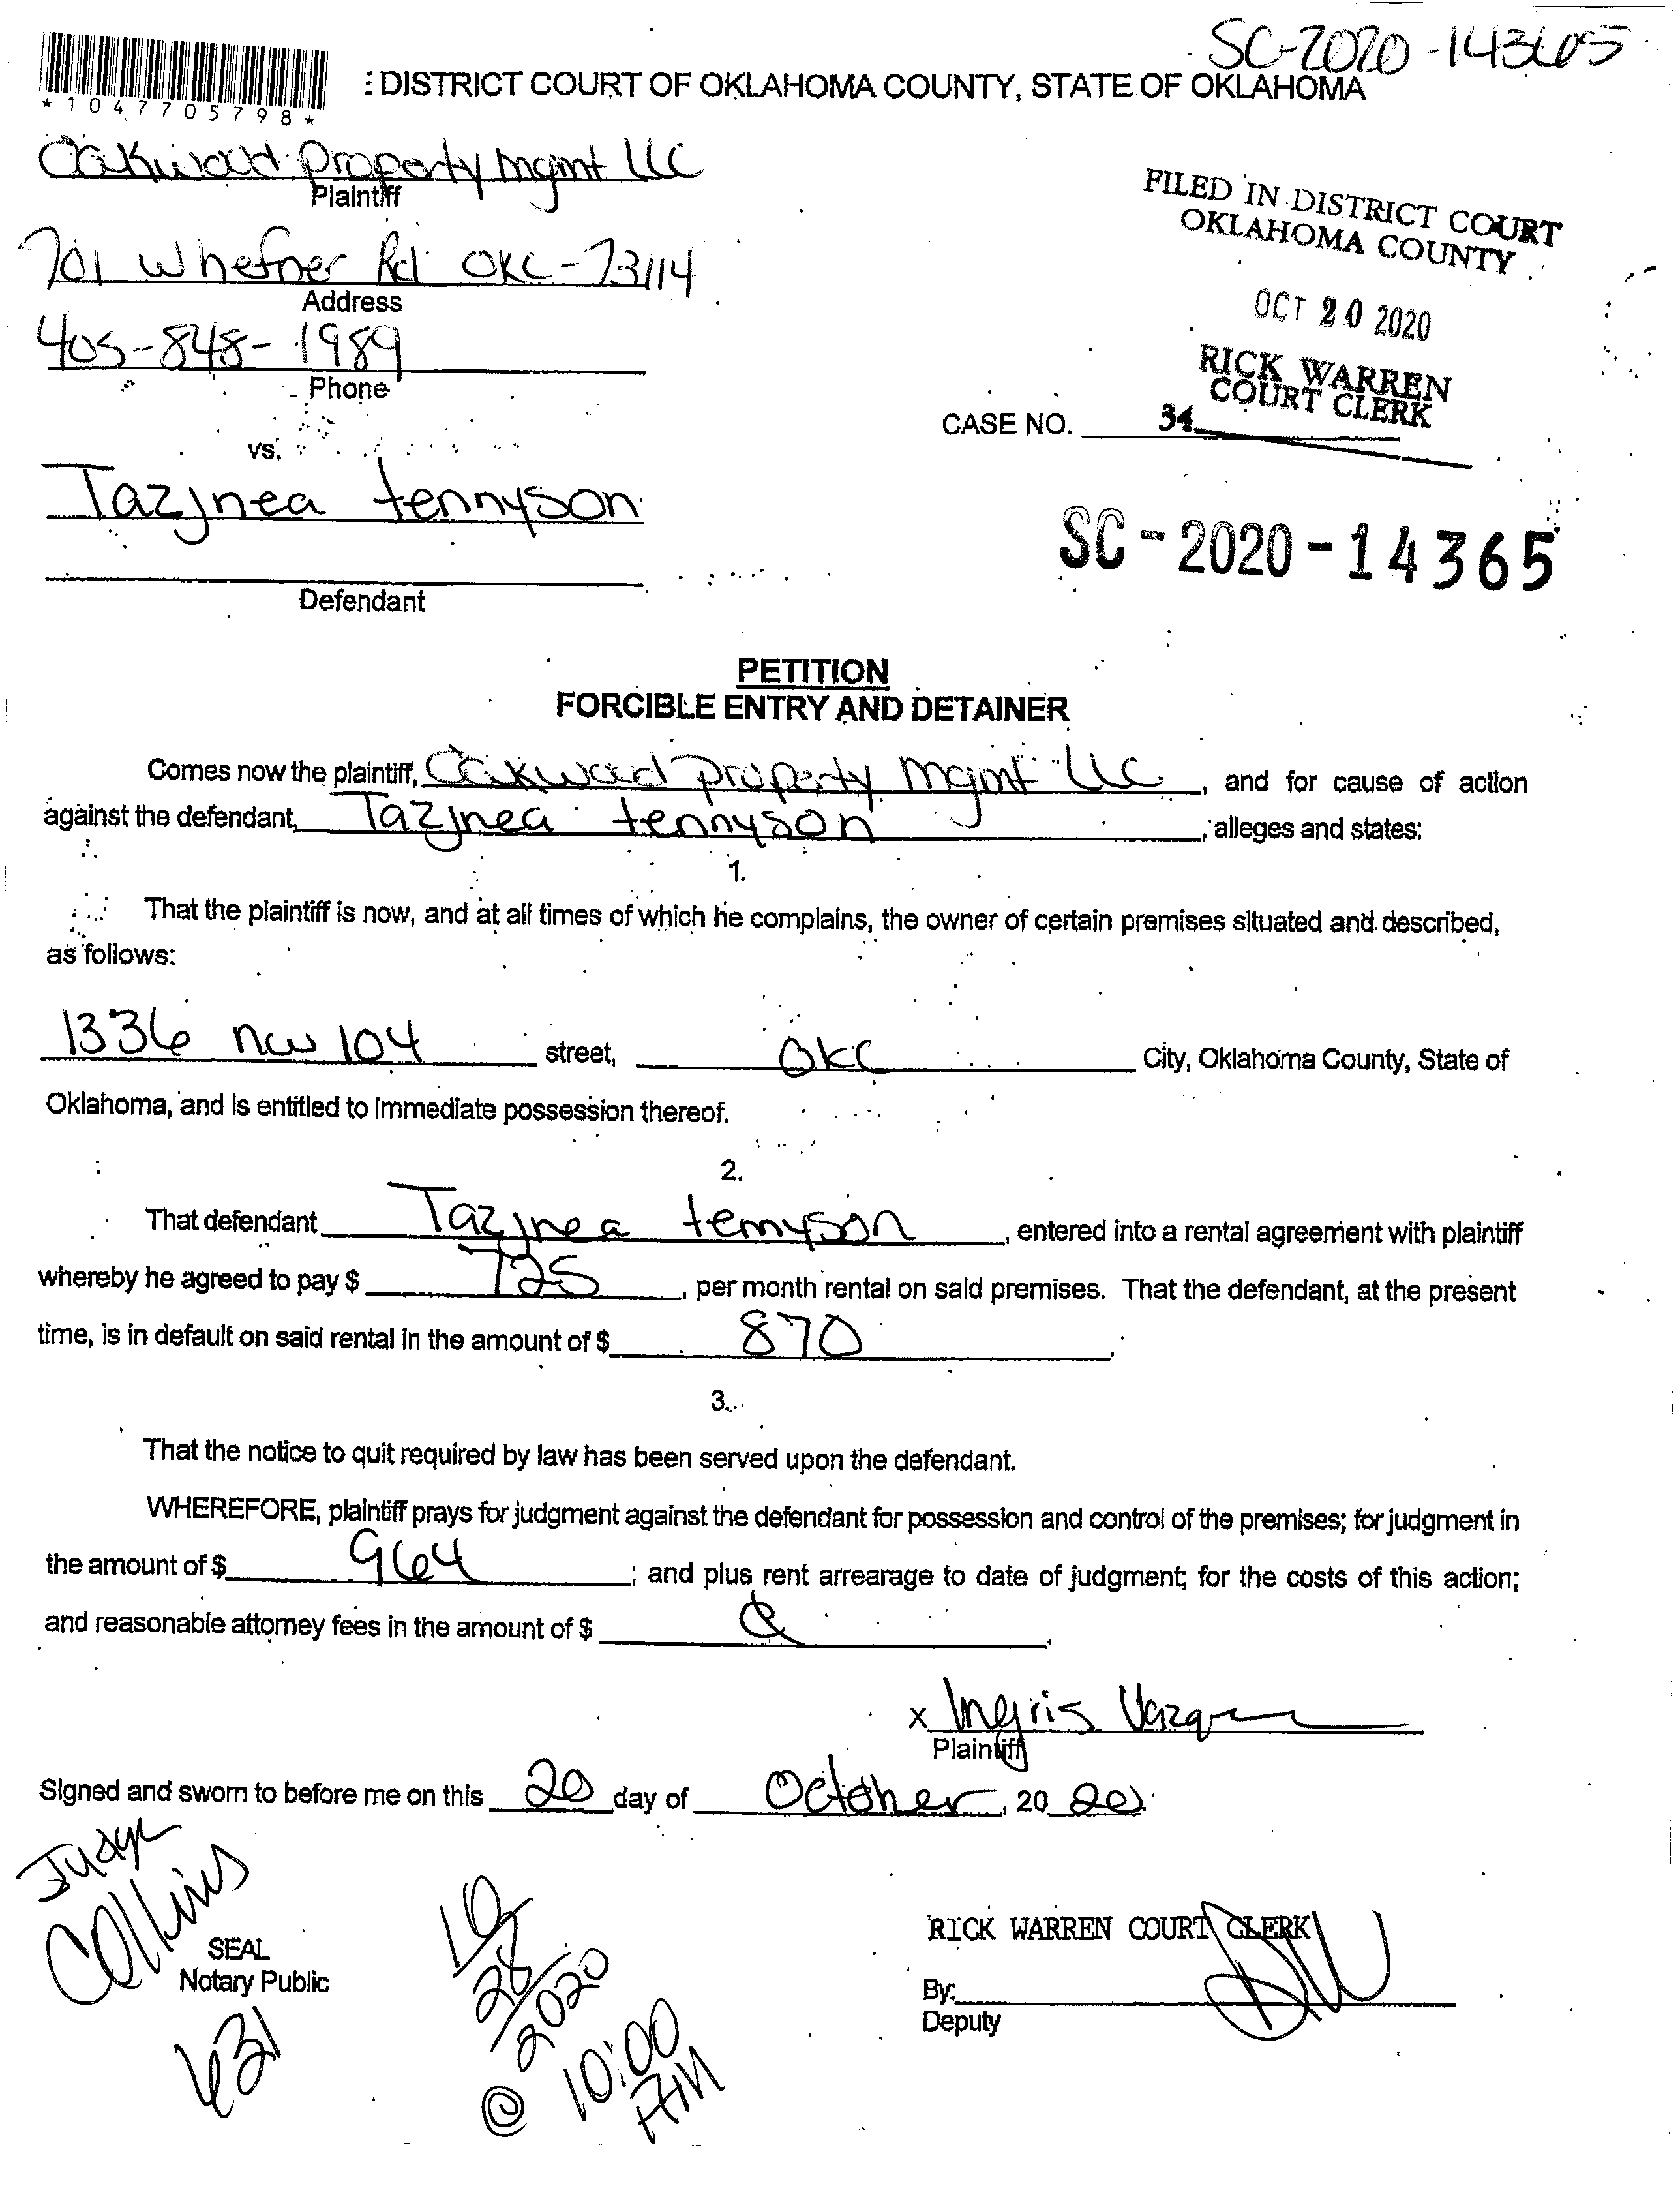 SC-2020-14365
*1047705798*
: DISTRICT COURT OF OKLAHOMA COUNTY, STATE OF OKLAHOMA
Oakwood Property mgmt LLC
Plaintiff
FILED IN DISTRICT COURT
OKLAHOMA COUNTY
701 Whefner Rd OKC-73114
Address
OCT 20 2020
405-848-1989
Phone
RICK WARREN
COURT CLERK
CASE NO. 34
vs.
Tazjnea tennyson
SC-2020-14365
Defendant
PETITION
FORCIBLE ENTRY AND DETAINER
Comes now the plaintiff, Oakwood Property Mgmt LLC, and for cause of action
against the defendant, Tazjnea tennyson, alleges and states:
1.
That the plaintiff is now, and at all times of which he complains, the owner of certain premises situated and described,
as follows:
1336 nw 104 street, OKC City, Oklahoma County, State of
Oklahoma, and is entitled to immediate possession thereof.
2.
That defendant Tazjnea tennyson, entered into a rental agreement with plaintiff
whereby he agreed to pay $ 725, per month rental on said premises. That the defendant, at the present
time, is in default on said rental in the amount of $ 870.
3.
That the notice to quit required by law has been served upon the defendant.
WHEREFORE, plaintiff prays for judgment against the defendant for possession and control of the premises; for judgment in
the amount of $ 964; and plus rent arrearage to date of judgment; for the costs of this action;
and reasonable attorney fees in the amount of $
x Ingris
Plaintiff
Signed and sworn to before me on this 20 day of October, 20 20.
Judge
Collins
SEAL
Notary Public
431
10/28/2020
@ 10:00
AM
RICK WARREN COURT CLERK
By:
Deputy